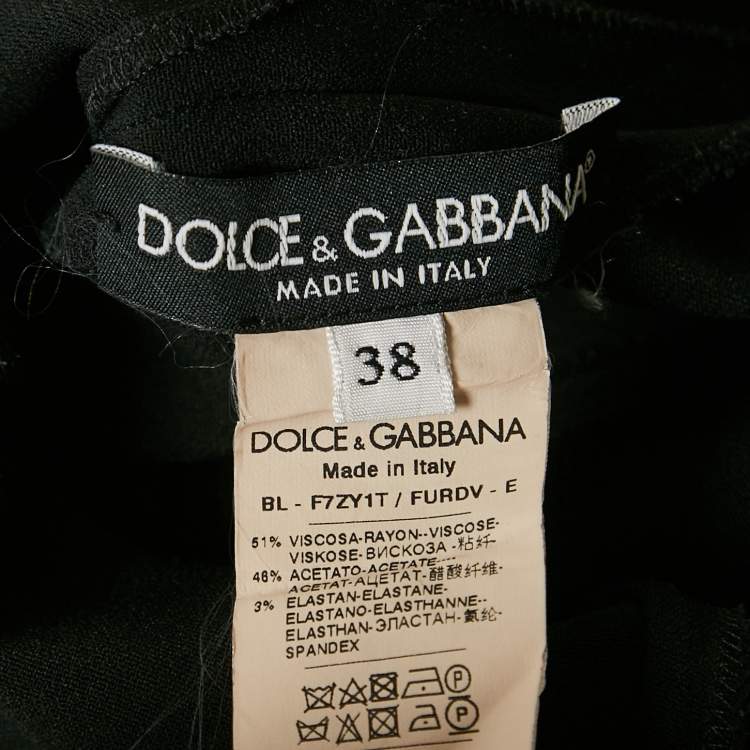 DOLCE & GABBANA®
MADE IN ITALY
38
DOLCE & GABBANA
Made in Italy
BL - F7ZY1T / FURDV - E
51% VISCOSA-RAYON--VISCOSE-
VISKOSE-ВИСКОЗА-粘纤-
46% ACETATO-ACETATE----
ACETAT-АЦЕТАТ-醋酸纤维-
3% ELASTAN-ELASTANE-
ELASTANO-ELASTHANNE--
ELASTHAN-ЭЛАСТАН-氨纶-
SPANDEX
P
P